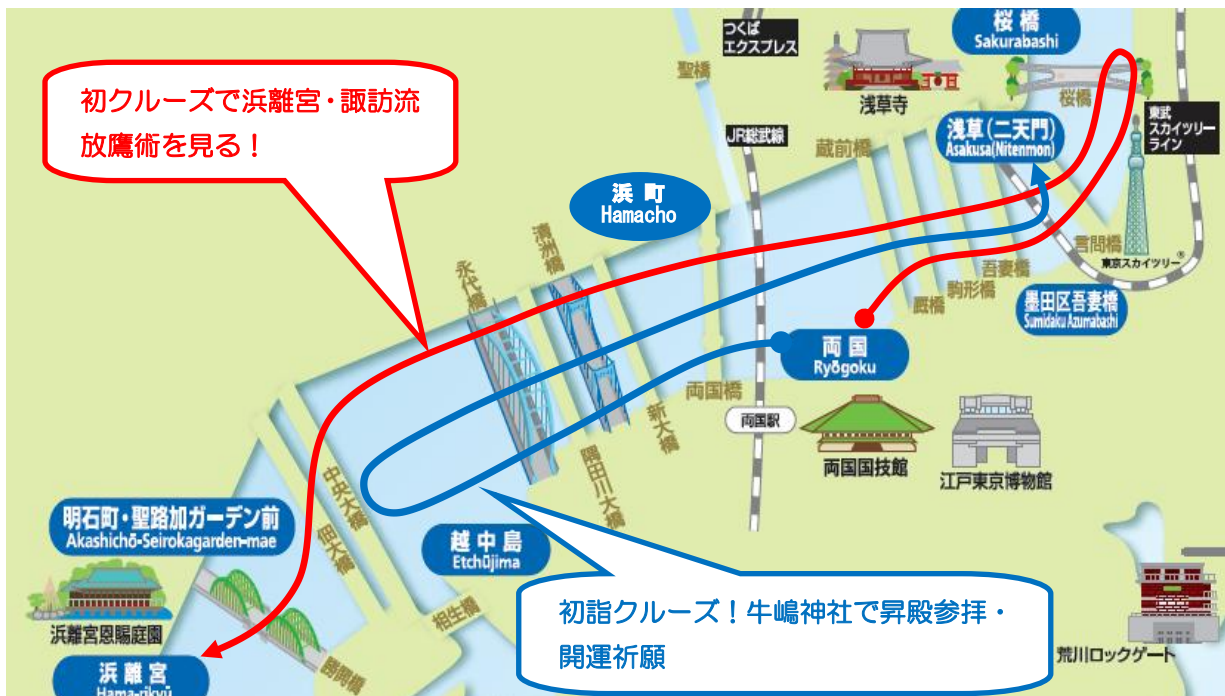 つくば
エクスプレス
桜橋
Sakurabashi
聖橋
初クルーズで浜離宮・諏訪流
放鷹術を見る！
浅草寺
桜橋
東武
スカイツリー
ライン
浅草(二天門)
Asakusa(Nitenmon)
JR総武線
蔵前橋
浜町
Hamacho
清洲橋
永代橋
言問橋
東京スカイツリー®
吾妻橋
駒形橋
厩橋
墨田区吾妻橋
Sumidaku Azumabashi
両国
Ryōgoku
両国橋
新大橋
両国駅
両国国技館
江戸東京博物館
隅田川大橋
中央大橋
佃大橋
明石町・聖路加ガーデン前
Akashichō-Seirokagarden-mae
越中島
Etchūjima
相生橋
初詣クルーズ！牛嶋神社で昇殿参拝・
開運祈願
浜離宮恩賜庭園
勝鬨橋
浜離宮
Hama-rikyū
荒川ロックゲート